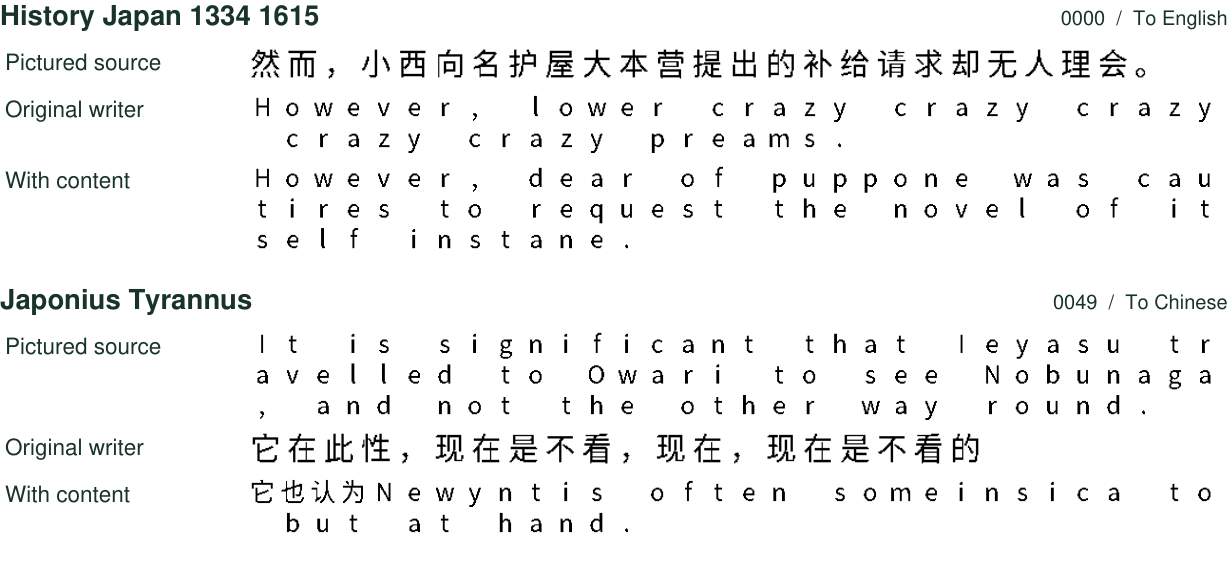 History Japan 1334 1615
0000 / To English
Pictured source
然而，小西向名护屋大本营提出的补给请求却无人理会。
Original writer
However, lower crazy crazy crazy
crazy crazy preams.
With content
However, dear of puppone was cau
tires to request the novel of it
self instane.
Japonius Tyrannus
0049 / To Chinese
Pictured source
It is significant that Ieyasu tr
avelled to Owari to see Nobunaga
, and not the other way round.
Original writer
它在此性，现在是不看，现在，现在是不看的
With content
它也认为Newyntis often someinsica to
but at hand.